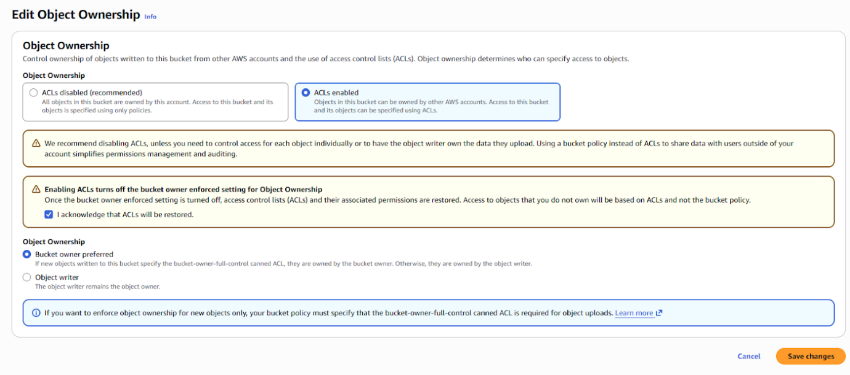 Edit Object Ownership Info
Object Ownership
Control ownership of objects written to this bucket from other AWS accounts and the use of access control lists (ACLs). Object ownership determines who can specify access to objects.
Object Ownership
ACLs disabled (recommended)
All objects in this bucket are owned by this account. Access to this bucket and its
objects is specified using only policies.
ACLs enabled
Objects in this bucket can be owned by other AWS accounts. Access to this bucket
and its objects can be specified using ACLs.
We recommend disabling ACLs, unless you need to control access for each object individually or to have the object writer own the data they upload. Using a bucket policy instead of ACLs to share data with users outside of your
account simplifies permissions management and auditing.
Enabling ACLs turns off the bucket owner enforced setting for Object Ownership
Once the bucket owner enforced setting is turned off, access control lists (ACLs) and their associated permissions are restored. Access to objects that you do not own will be based on ACLs and not the bucket policy.
I acknowledge that ACLs will be restored.
Object Ownership
Bucket owner preferred
If new objects written to this bucket specify the bucket-owner-full-control canned ACL, they are owned by the bucket owner. Otherwise, they are owned by the object writer.
Object writer
The object writer remains the object owner.
If you want to enforce object ownership for new objects only, your bucket policy must specify that the bucket-owner-full-control canned ACL is required for object uploads. Learn more
Cancel
Save changes